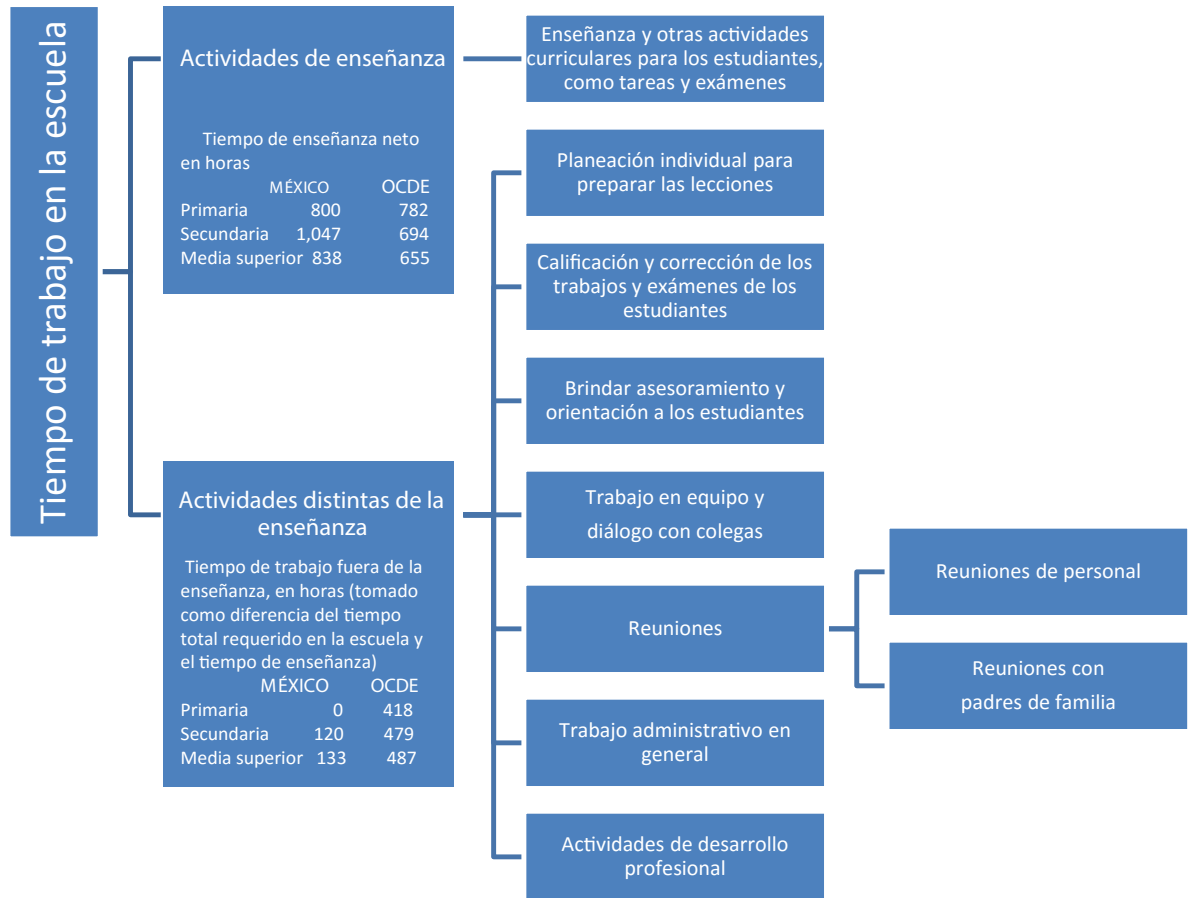 Tiempo de trabajo en la escuela
Actividades de enseñanza
Tiempo de enseñanza neto
en horas
MÉXICO OCDE
Primaria 800 782
Secundaria 1,047 694
Media superior 838 655
Enseñanza y otras actividades
curriculares para los estudiantes,
como tareas y exámenes
Actividades distintas de la
enseñanza
Tiempo de trabajo fuera de la
enseñanza, en horas (tomado
como diferencia del tiempo
total requerido en la escuela y
el tiempo de enseñanza)
MÉXICO OCDE
Primaria 0 418
Secundaria 120 479
Media superior 133 487
Planeación individual para
preparar las lecciones
Calificación y corrección de los
trabajos y exámenes de los
estudiantes
Brindar asesoramiento y
orientación a los estudiantes
Trabajo en equipo y
diálogo con colegas
Reuniones
Reuniones de personal
Reuniones con
padres de familia
Trabajo administrativo en
general
Actividades de desarrollo
profesional